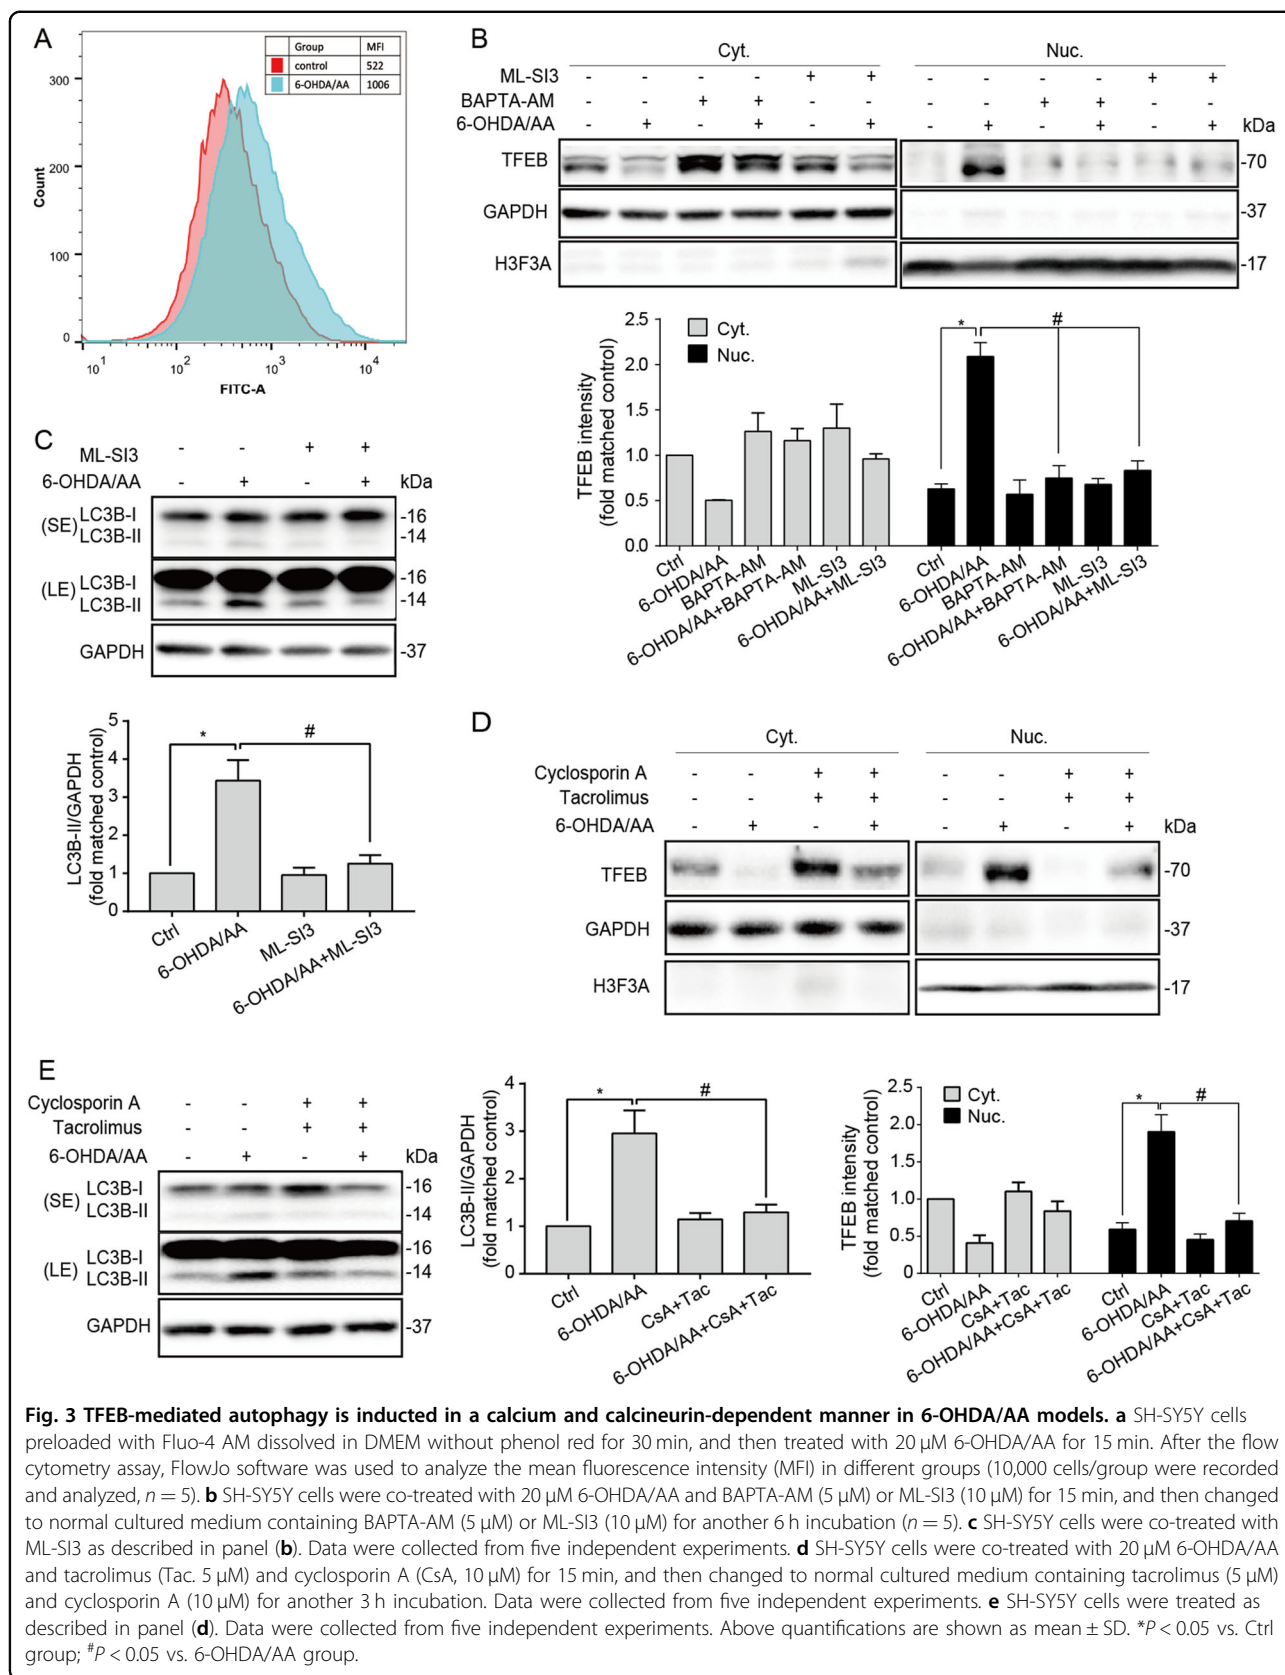 A
Group MFI
control 522
6-OHDA/AA 1006
300
200
100
0
Count
10^1 10^2 10^3 10^4
FITC-A
B
Cyt. Nuc.
ML-SI3 - - - - + + - - - - + +
BAPTA-AM - - + + - - - - + + - -
6-OHDA/AA - + - + - + - + - + - + kDa
TFEB -70
GAPDH -37
H3F3A -17
Cyt.
Nuc.
* #
2.5
2.0
1.5
1.0
0.5
0.0
TFEB intensity
(fold matched control)
Ctrl
6-OHDA/AA
BAPTA-AM
6-OHDA/AA+BAPTA-AM
ML-SI3
6-OHDA/AA+ML-SI3
Ctrl
6-OHDA/AA
BAPTA-AM
6-OHDA/AA+BAPTA-AM
ML-SI3
6-OHDA/AA+ML-SI3
C
ML-SI3 - - + +
6-OHDA/AA - + - + kDa
(SE) LC3B-I -16
LC3B-II -14
(LE) LC3B-I -16
LC3B-II -14
GAPDH -37
* #
5
4
3
2
1
0
LC3B-II/GAPDH
(fold matched control)
Ctrl
6-OHDA/AA
ML-SI3
6-OHDA/AA+ML-SI3
D
Cyt. Nuc.
Cyclosporin A - - + + - - + +
Tacrolimus - - + + - - + +
6-OHDA/AA - + - + - + - + kDa
TFEB -70
GAPDH -37
H3F3A -17
E
Cyclosporin A - - + +
Tacrolimus - - + +
6-OHDA/AA - + - + kDa
(SE) LC3B-I -16
LC3B-II -14
(LE) LC3B-I -16
LC3B-II -14
GAPDH -37
* #
4
3
2
1
0
LC3B-II/GAPDH
(fold matched control)
Ctrl
6-OHDA/AA
CsA+Tac
6-OHDA/AA+CsA+Tac
Cyt.
Nuc.
* #
2.5
2.0
1.5
1.0
0.5
0.0
TFEB intensity
(fold matched control)
Ctrl
6-OHDA/AA
CsA+Tac
6-OHDA/AA+CsA+Tac
Ctrl
6-OHDA/AA
CsA+Tac
6-OHDA/AA+CsA+Tac
Fig. 3 TFEB-mediated autophagy is inducted in a calcium and calcineurin-dependent manner in 6-OHDA/AA models. a SH-SY5Y cells
preloaded with Fluo-4 AM dissolved in DMEM without phenol red for 30 min, and then treated with 20 μM 6-OHDA/AA for 15 min. After the flow
cytometry assay, FlowJo software was used to analyze the mean fluorescence intensity (MFI) in different groups (10,000 cells/group were recorded
and analyzed, n = 5). b SH-SY5Y cells were co-treated with 20 μM 6-OHDA/AA and BAPTA-AM (5 μM) or ML-SI3 (10 μM) for 15 min, and then changed
to normal cultured medium containing BAPTA-AM (5 μM) or ML-SI3 (10 μM) for another 6 h incubation (n = 5). c SH-SY5Y cells were co-treated with
ML-SI3 as described in panel (b). Data were collected from five independent experiments. d SH-SY5Y cells were co-treated with 20 μM 6-OHDA/AA
and tacrolimus (Tac. 5 μM) and cyclosporin A (CsA, 10 μM) for 15 min, and then changed to normal cultured medium containing tacrolimus (5 μM)
and cyclosporin A (10 μM) for another 3 h incubation. Data were collected from five independent experiments. e SH-SY5Y cells were treated as
described in panel (d). Data were collected from five independent experiments. Above quantifications are shown as mean ± SD. *P < 0.05 vs. Ctrl
group; #P < 0.05 vs. 6-OHDA/AA group.